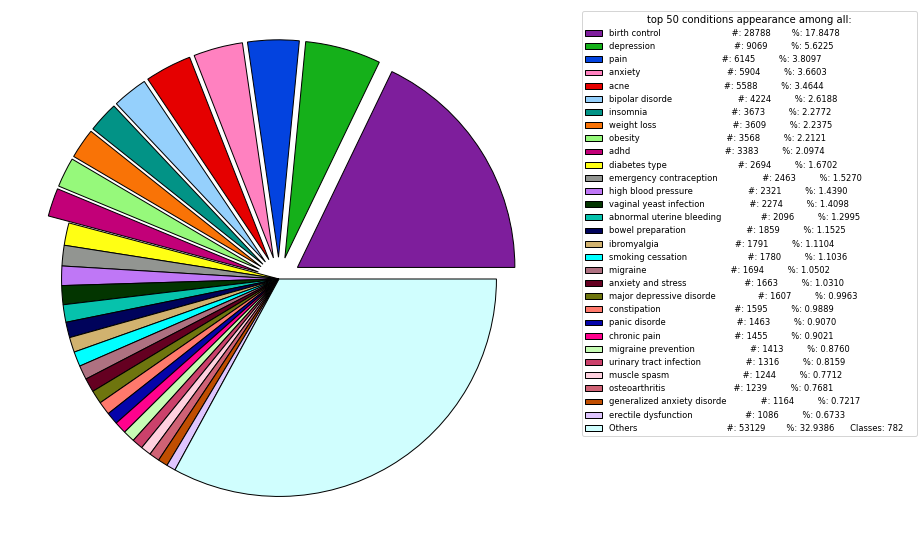 top 50 conditions appearance among all:
birth control #: 28788 %: 17.8478
depression #: 9069 %: 5.6225
pain #: 6145 %: 3.8097
anxiety #: 5904 %: 3.6603
acne #: 5588 %: 3.4644
bipolar disorde #: 4224 %: 2.6188
insomnia #: 3673 %: 2.2772
weight loss #: 3609 %: 2.2375
obesity #: 3568 %: 2.2121
adhd #: 3383 %: 2.0974
diabetes type #: 2694 %: 1.6702
emergency contraception #: 2463 %: 1.5270
high blood pressure #: 2321 %: 1.4390
vaginal yeast infection #: 2274 %: 1.4098
abnormal uterine bleeding #: 2096 %: 1.2995
bowel preparation #: 1859 %: 1.1525
ibromyalgia #: 1791 %: 1.1104
smoking cessation #: 1780 %: 1.1036
migraine #: 1694 %: 1.0502
anxiety and stress #: 1663 %: 1.0310
major depressive disorde #: 1607 %: 0.9963
constipation #: 1595 %: 0.9889
panic disorde #: 1463 %: 0.9070
chronic pain #: 1455 %: 0.9021
migraine prevention #: 1413 %: 0.8760
urinary tract infection #: 1316 %: 0.8159
muscle spasm #: 1244 %: 0.7712
osteoarthritis #: 1239 %: 0.7681
generalized anxiety disorde #: 1164 %: 0.7217
erectile dysfunction #: 1086 %: 0.6733
Others #: 53129 %: 32.9386 Classes: 782